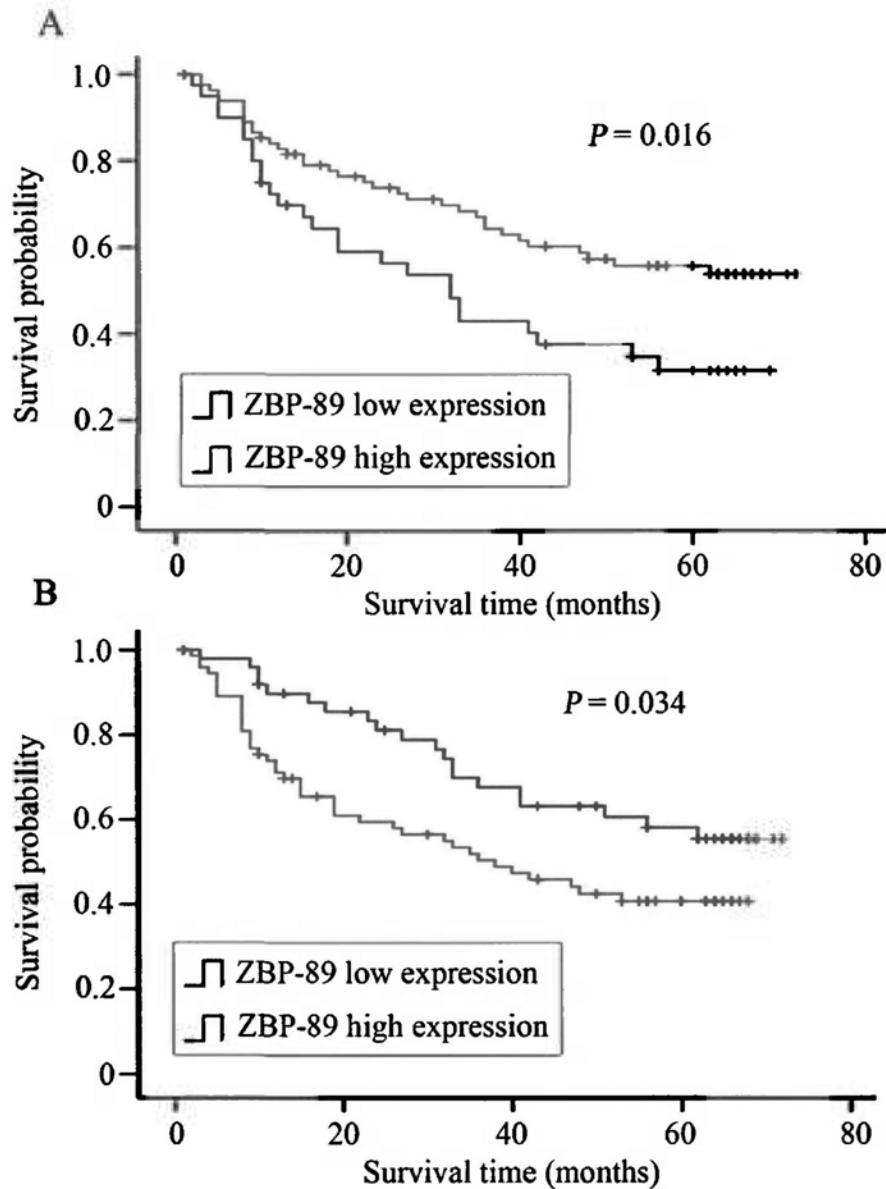 A
1.0
0.8
0.6
0.4
0.2
0
Survival probability
P = 0.016
ZBP-89 low expression
ZBP-89 high expression
0 20 40 60 80
Survival time (months)
B
1.0
0.8
0.6
0.4
0.2
0
Survival probability
P = 0.034
ZBP-89 low expression
ZBP-89 high expression
0 20 40 60 80
Survival time (months)